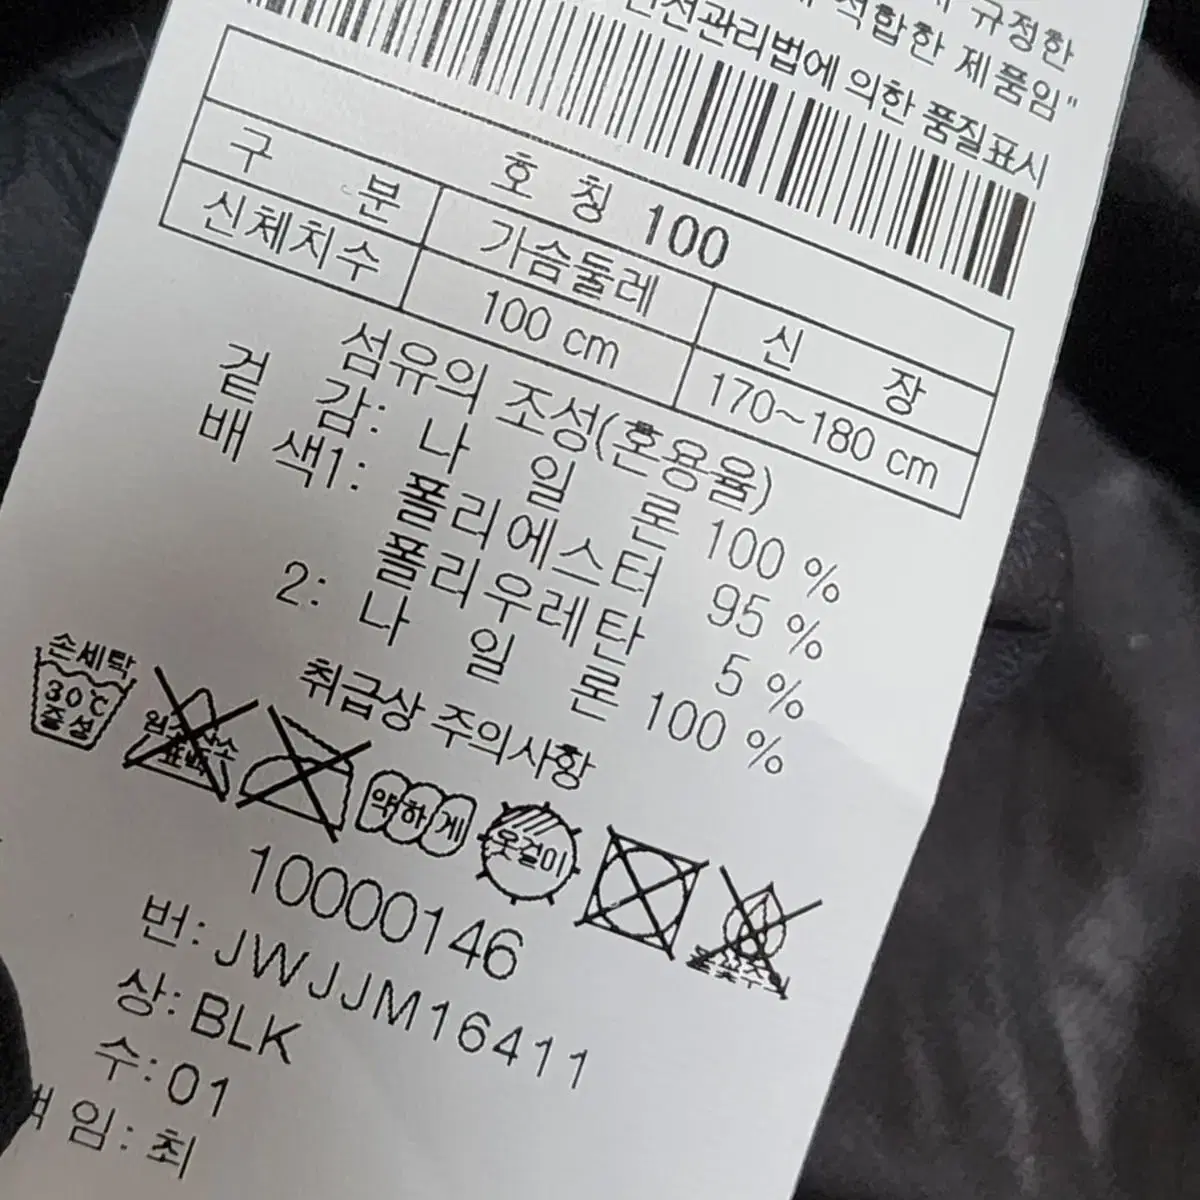 규정한
적합한 제품임"
안전관리법에 의한 품질표시
호 칭 100
구 분 가슴둘레 신 장
신체치수 100 cm 170~180 cm
섬유의 조성(혼용율)
겉 감: 나 일 론 100 %
배 색1: 폴리에스터 95 %
폴리우레탄 5 %
2: 나 일 론 100 %
취급상 주의사항
손세탁
30℃
중성
약하게
옷걸이
10000146
번: JWJJM16411
상: BLK
수: 01
책 임: 최